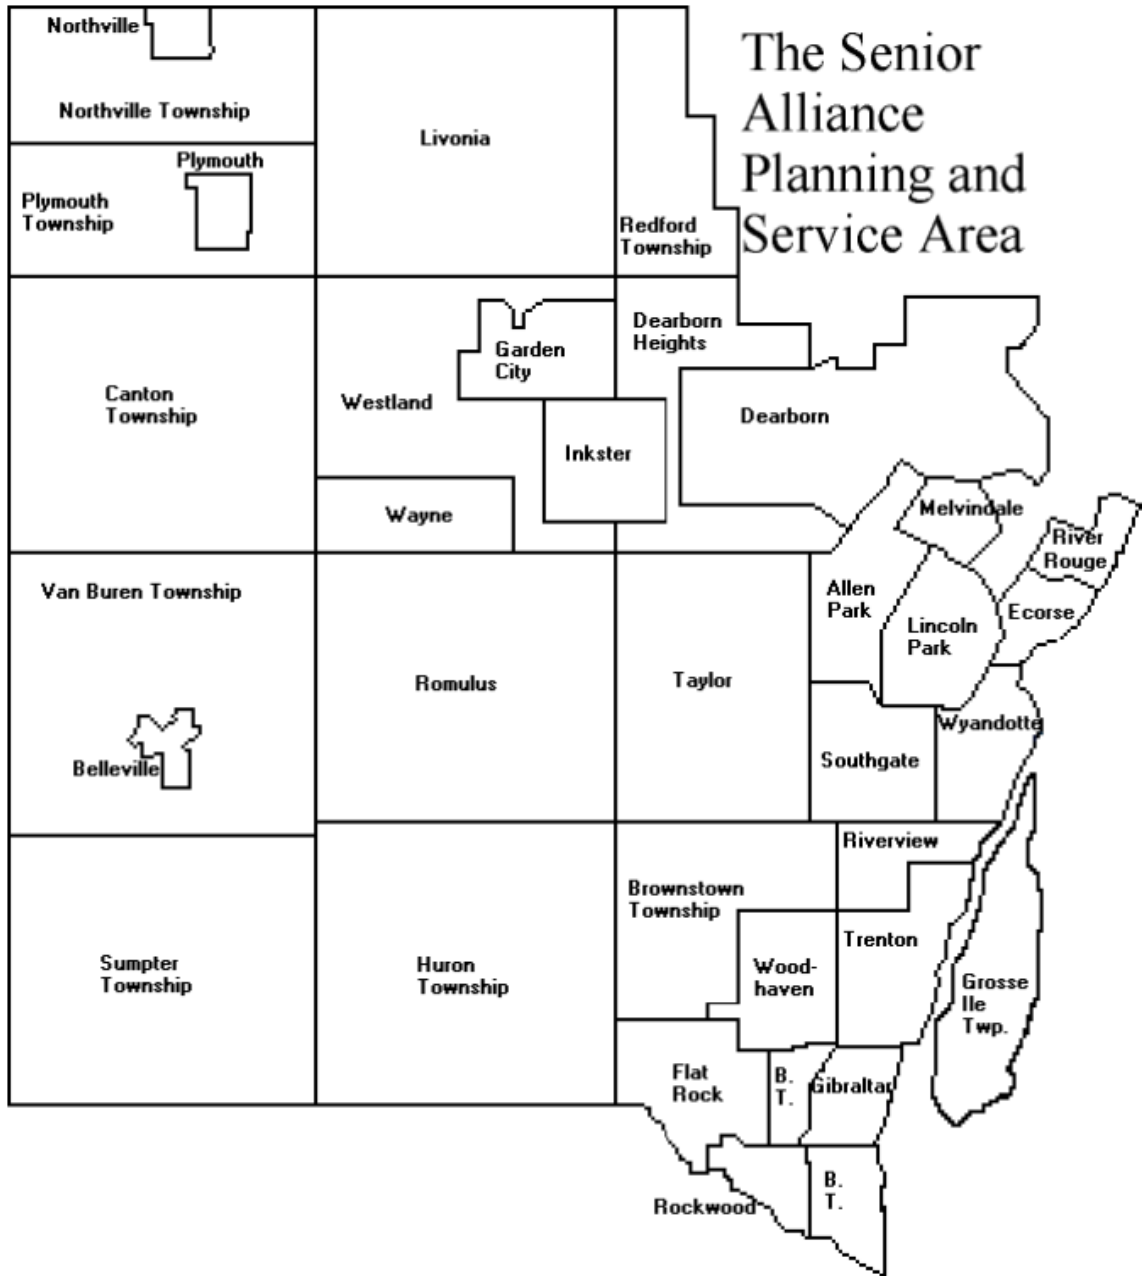 The Senior
Alliance
Planning and
Service Area
Northville
Northville Township
Livonia
Plymouth
Plymouth
Township
Redford
Township
Dearborn
Heights
Garden
City
Canton
Township
Westland
Dearborn
Inkster
Wayne
Melvindale
River
Rouge
Van Buren Township
Allen
Park
Ecorse
Lincoln
Park
Romulus
Taylor
Wyandotte
Belleville
Southgate
Riverview
Brownstown
Township
Trenton
Sumpter
Township
Huron
Township
Wood-
haven
Grosse
Ile
Twp.
Flat
Rock
B.
T.
Gibraltar
B.
T.
Rockwood